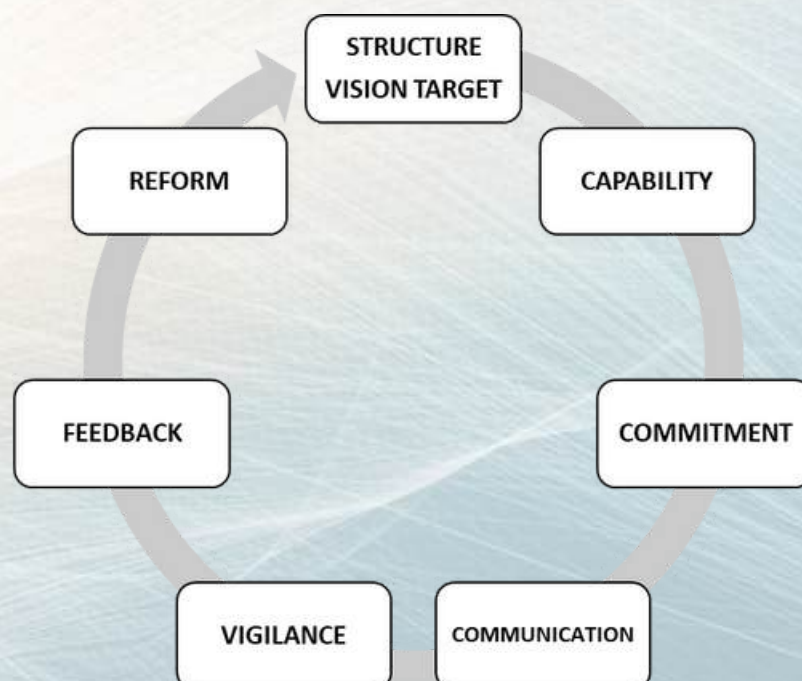 STRUCTURE
VISION TARGET
CAPABILITY
COMMITMENT
COMMUNICATION
VIGILANCE
FEEDBACK
REFORM